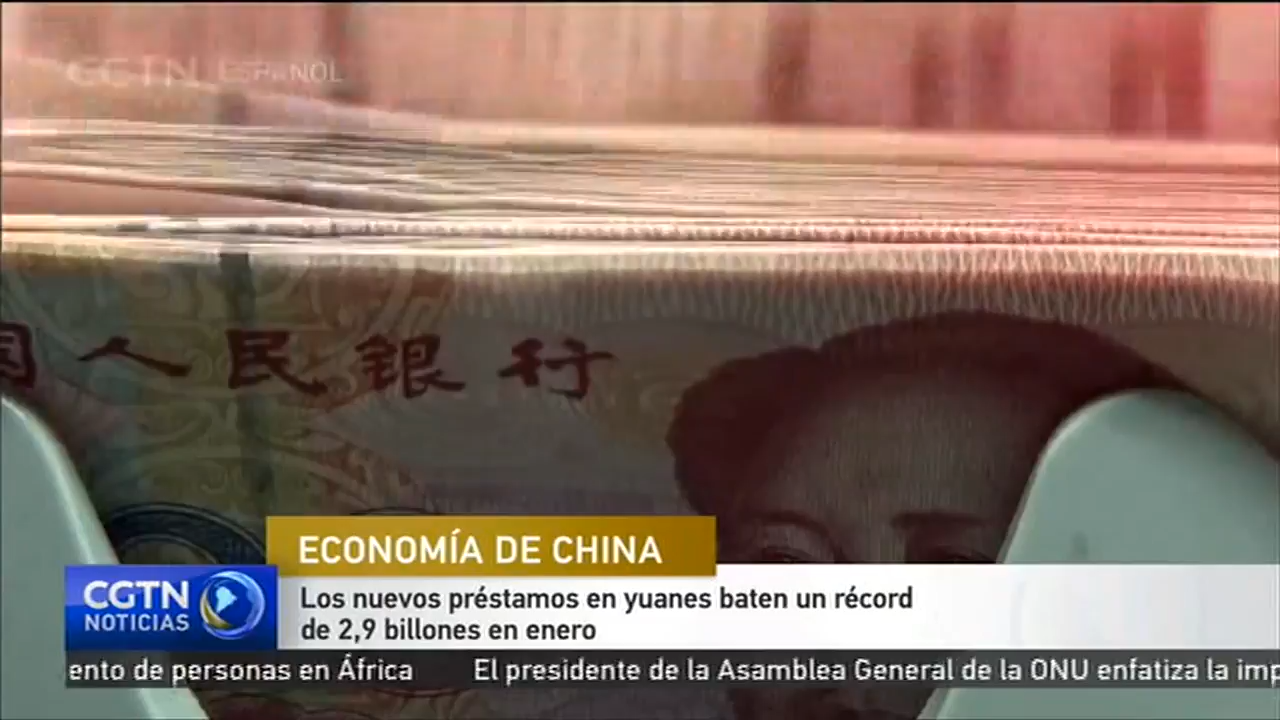 CGTN ESPAÑOL
国人民银行
ECONOMÍA DE CHINA
CGTN
NOTICIAS
Los nuevos préstamos en yuanes baten un récord
de 2,9 billones en enero
ento de personas en África El presidente de la Asamblea General de la ONU enfatiza la imp